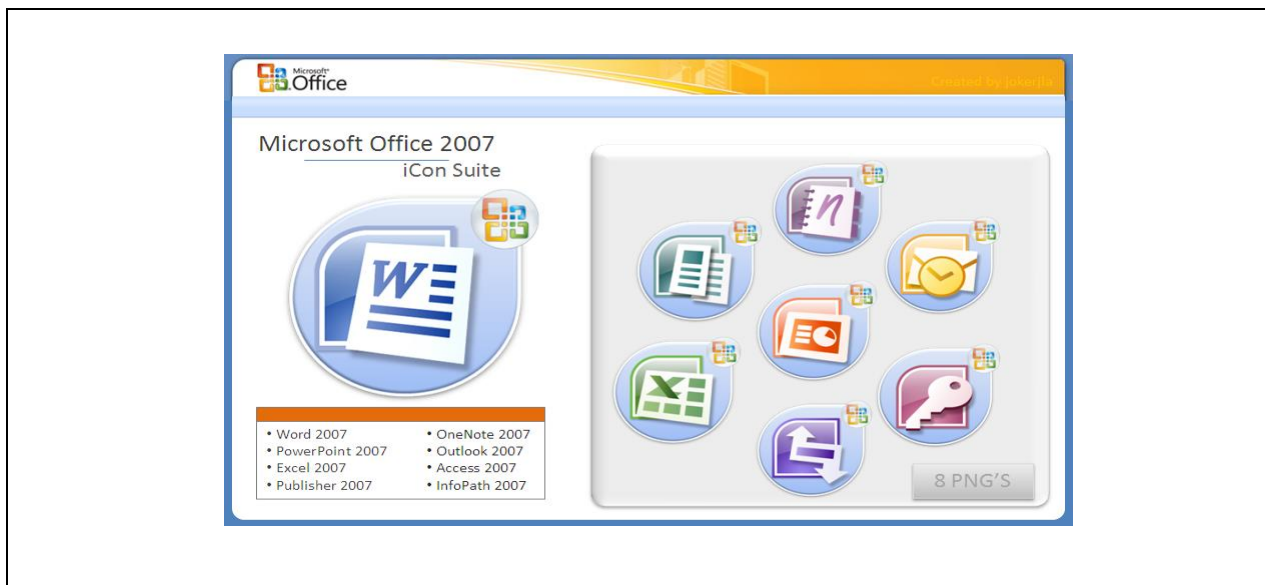 Microsoft
Office
Created by jokerjla
Microsoft Office 2007
iCon Suite
W
n
X
• Word 2007
• PowerPoint 2007
• Excel 2007
• Publisher 2007
• OneNote 2007
• Outlook 2007
• Access 2007
• InfoPath 2007
8 PNG'S